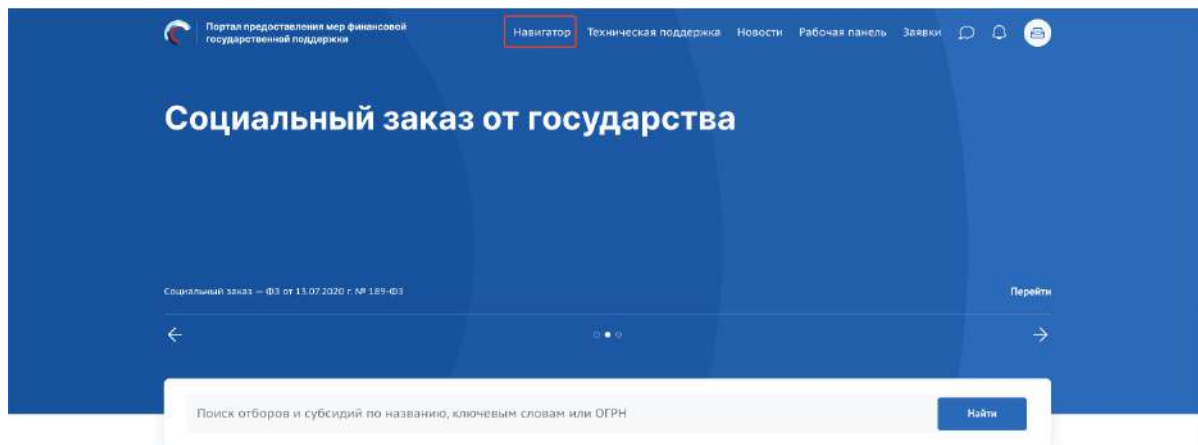 Портал предоставления мер финансовой
государственной поддержки
Навигатор Техническая поддержка Новости Рабочая панель Заявки
Социальный заказ от государства
Социальный заказ — ФЗ от 13.07.2020 г. № 189-ФЗ Перейти
Поиск отборов и субсидий по названию, ключевым словам или ОГРН Найти